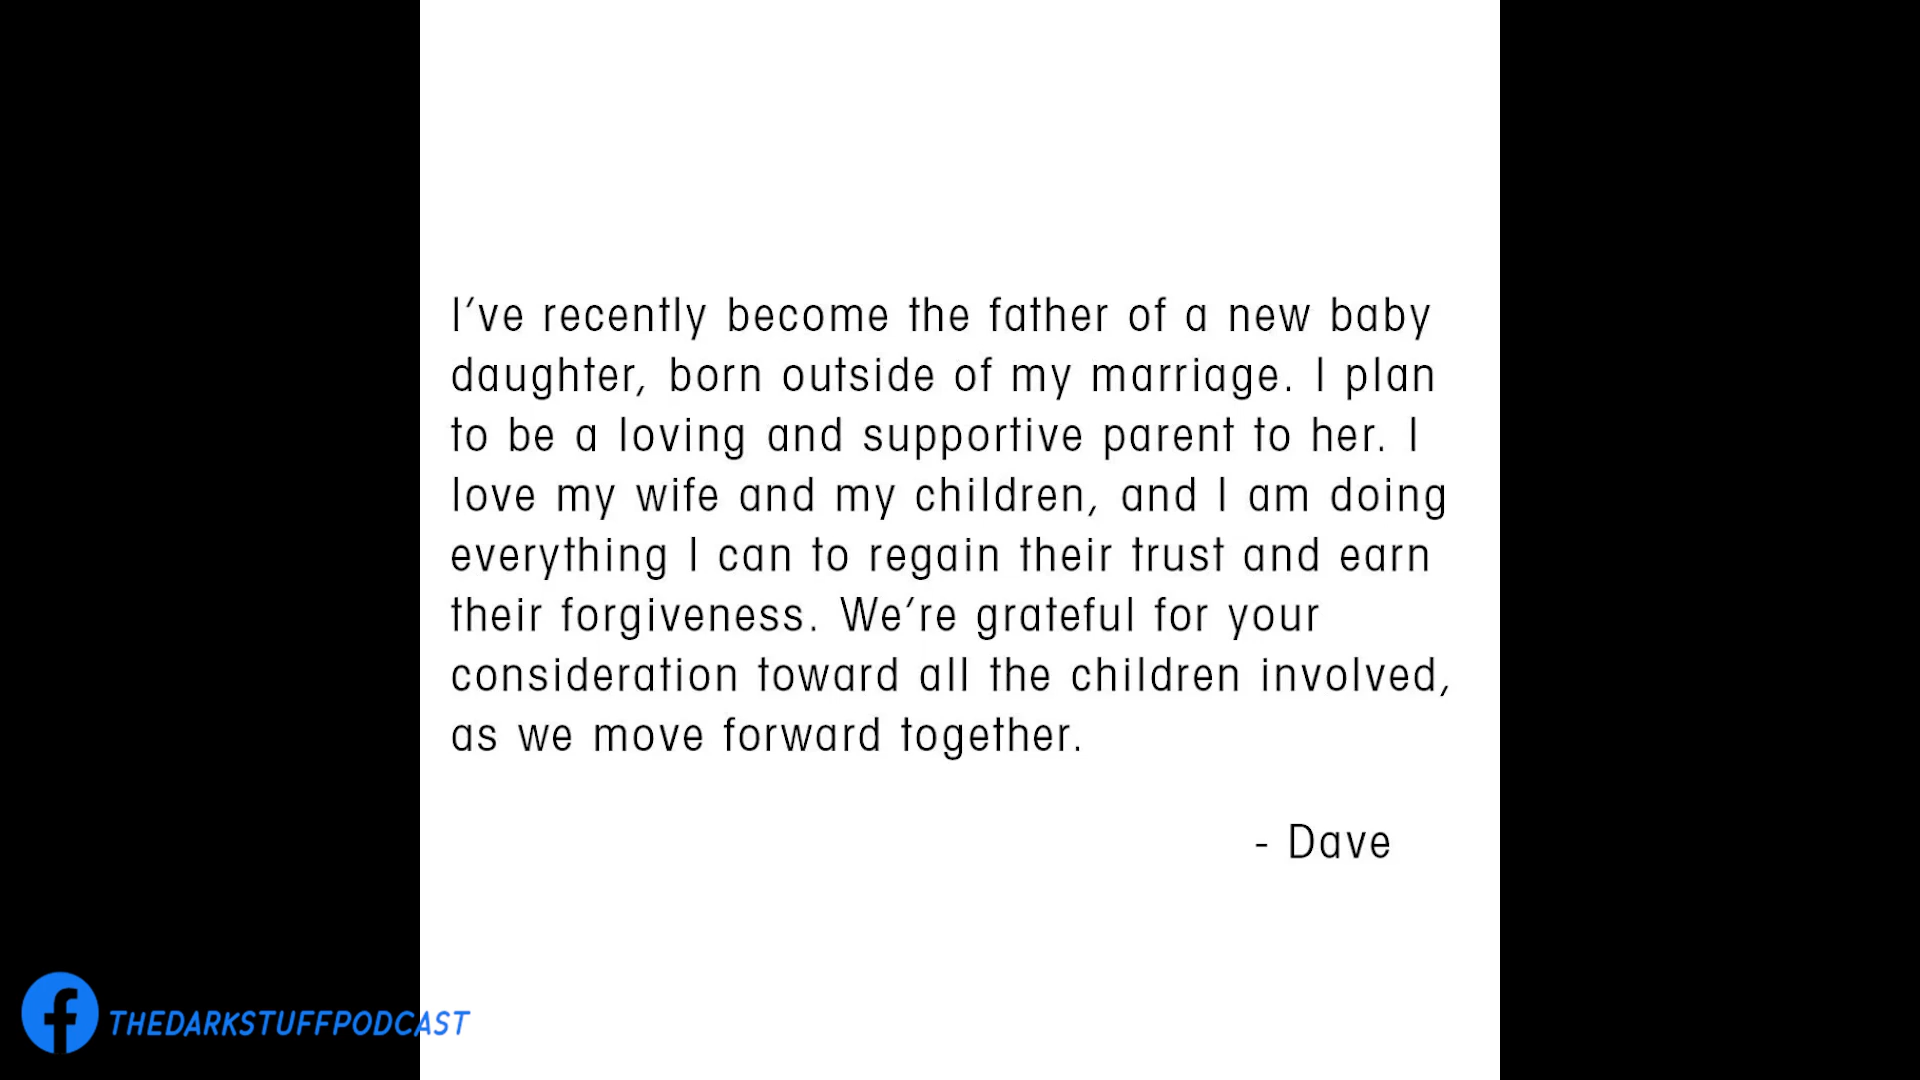 I've recently become the father of a new baby
daughter, born outside of my marriage. I plan
to be a loving and supportive parent to her. I
love my wife and my children, and I am doing
everything I can to regain their trust and earn
their forgiveness. We're grateful for your
consideration toward all the children involved,
as we move forward together.
- Dave
THEDARKSTUFFPODCAST